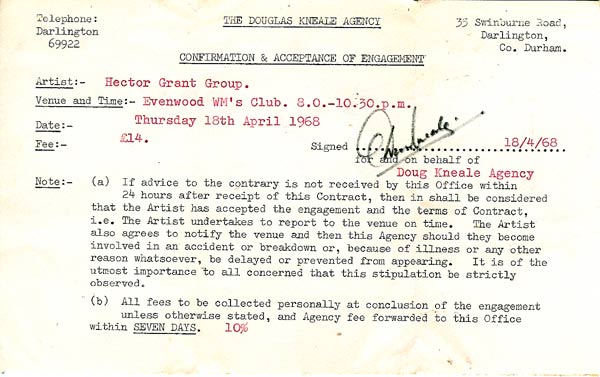 Telephone: THE DOUGLAS KNEALE AGENCY 35 Swinburne Road,
Darlington Darlington,
69922 Co. Durham.
CONFIRMATION & ACCEPTANCE OF ENGAGEMENT
Artist:- Hector Grant Group.
Venue and Time:- Evenwood WM's Club. 8.0.-10.30.p.m.
Date:- Thursday 18th April 1968
Fee:- £14. Signed ........................ 18/4/68
for and on behalf of
Doug Kneale Agency
Note:- (a) If advice to the contrary is not received by this Office within
24 hours after receipt of this Contract, then in shall be considered
that the Artist has accepted the engagement and the terms of Contract,
i.e. The Artist undertakes to report to the venue on time. The Artist
also agrees to notify the venue and then this Agency should they become
involved in an accident or breakdown or, because of illness or any other
reason whatsoever, be delayed or prevented from appearing. It is of the
utmost importance to all concerned that this stipulation be strictly
observed.
(b) All fees to be collected personally at conclusion of the engagement
unless otherwise stated, and Agency fee forwarded to this Office
within SEVEN DAYS. 10%